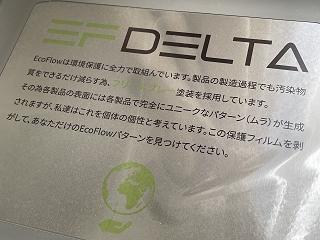 EF DELTA
EcoFlowは環境保護に全力で取組んでいます。製品の製造過程でも汚染物
質をできるだけ減らす為、フリースプレー塗装を採用しています。
その為各製品の表面には各製品で完全にユニークなパターン（ムラ）が生成
されますが、私達はこれを個体の個性と考えています。この保護フィルムを剥
がして、あなただけのEcoFlowパターンを見つけてください。